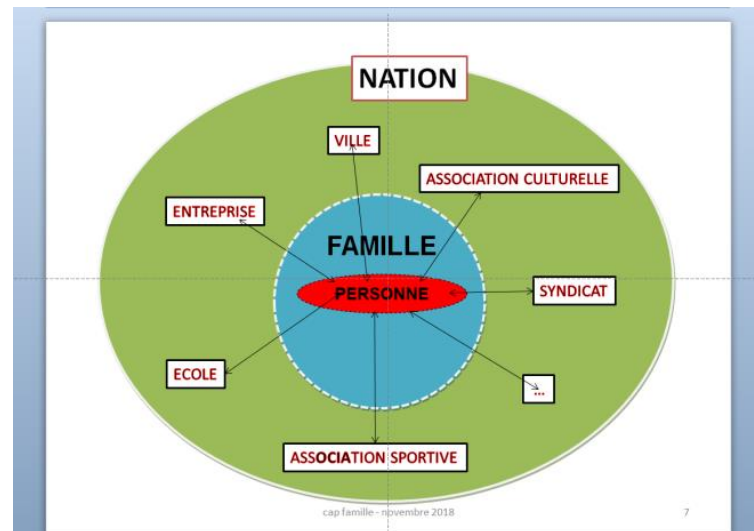 NATION
VILLE
ASSOCIATION CULTURELLE
ENTREPRISE
FAMILLE
PERSONNE
SYNDICAT
ECOLE
...
ASSOCIATION SPORTIVE
cap famille - novembre 2018
7